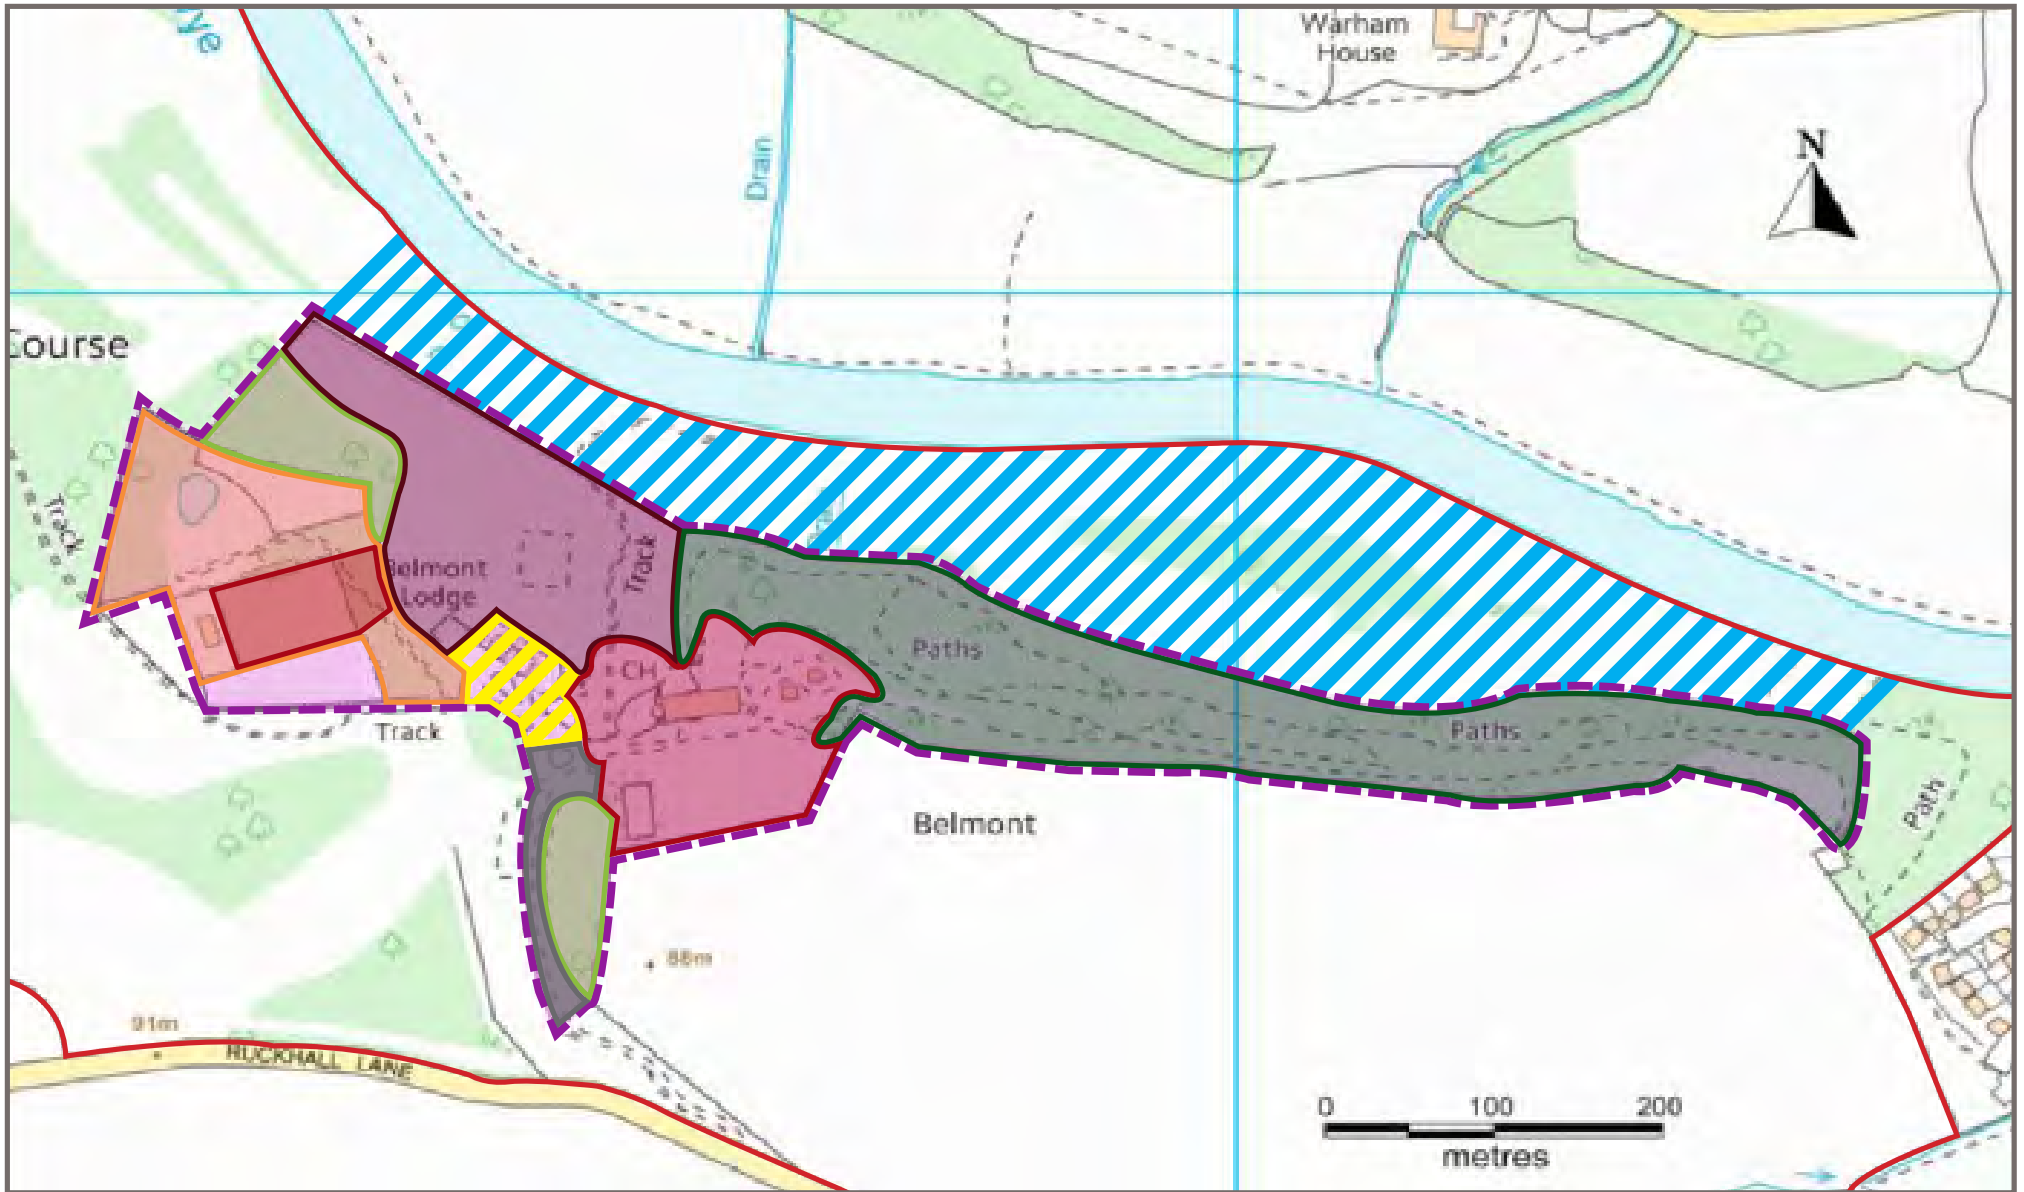 Wye
Warham
House
Drain
N
Course
Track
Belmont
Lodge
Track
Paths
CH
Paths
Track
Belmont
Path
88m
91m
RUCKHALL LANE
0 100 200
metres